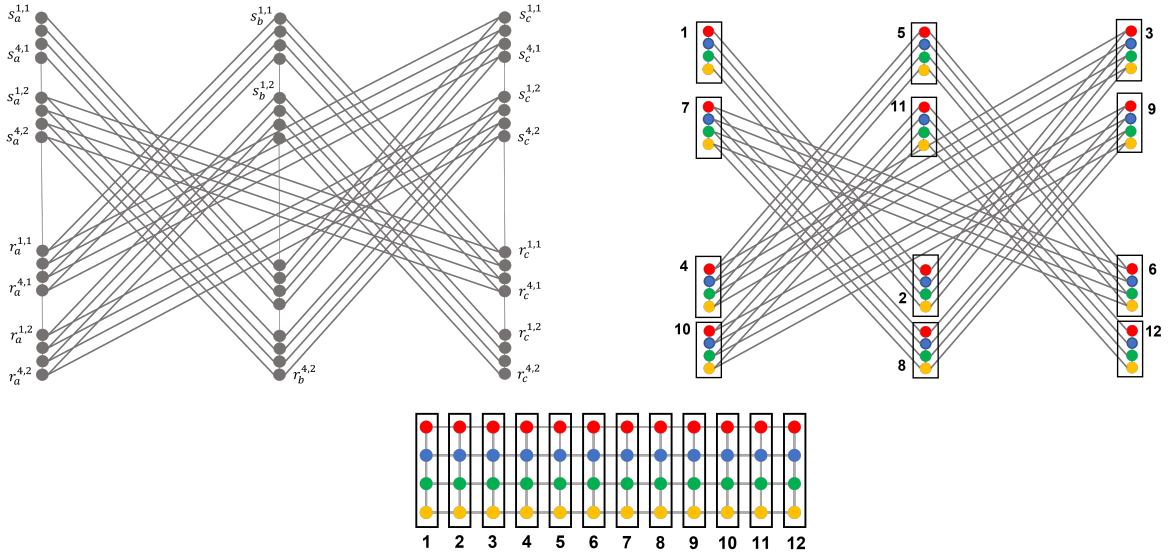 s_a^{1,1}
s_b^{1,1}
s_c^{1,1}
s_a^{4,1}
s_c^{4,1}
s_a^{1,2}
s_b^{1,2}
s_c^{1,2}
s_a^{4,2}
s_c^{4,2}
r_a^{1,1}
r_c^{1,1}
r_a^{4,1}
r_c^{4,1}
r_a^{1,2}
r_c^{1,2}
r_a^{4,2}
r_b^{4,2}
r_c^{4,2}
1
5
3
7
11
9
4
2
6
10
8
12
1 2 3 4 5 6 7 8 9 10 11 12